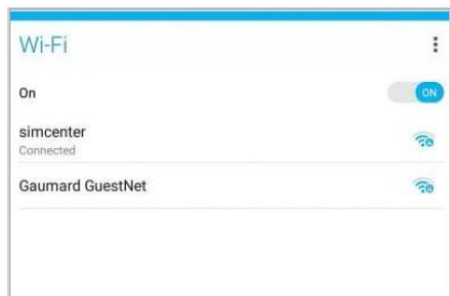 Wi-Fi
On
ON
simcenter
Connected
Gaumard GuestNet